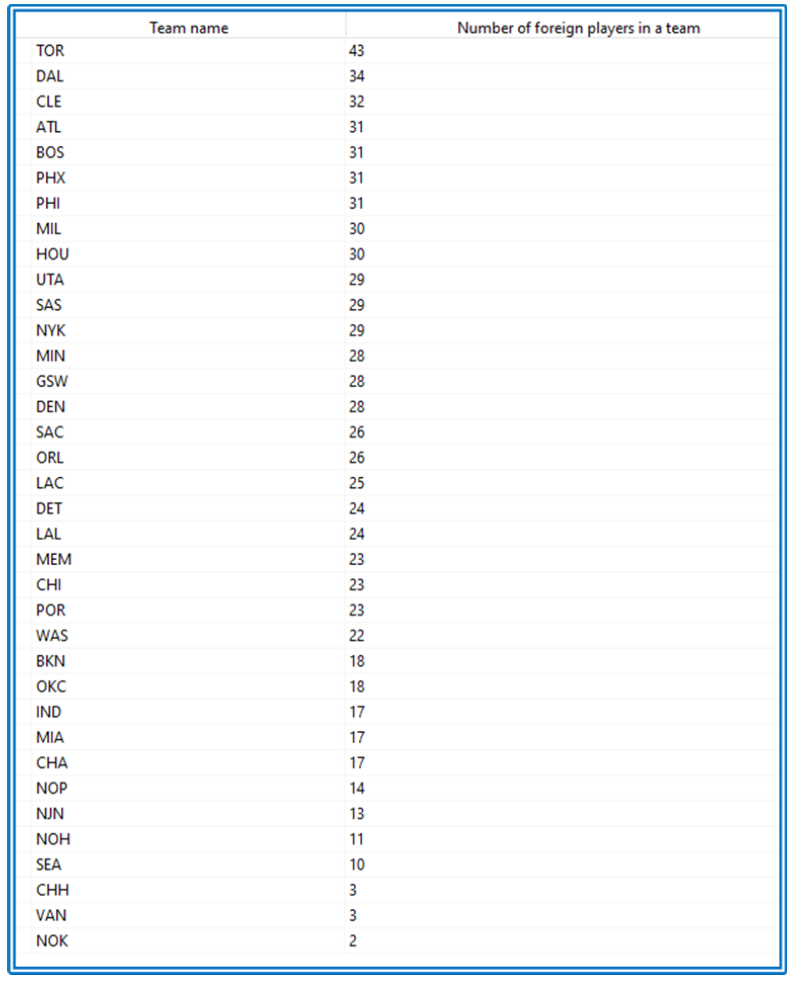 Team name Number of foreign players in a team
TOR 43
DAL 34
CLE 32
ATL 31
BOS 31
PHX 31
PHI 31
MIL 30
HOU 30
UTA 29
SAS 29
NYK 29
MIN 28
GSW 28
DEN 28
SAC 26
ORL 26
LAC 25
DET 24
LAL 24
MEM 23
CHI 23
POR 23
WAS 22
BKN 18
OKC 18
IND 17
MIA 17
CHA 17
NOP 14
NJN 13
NOH 11
SEA 10
CHH 3
VAN 3
NOK 2